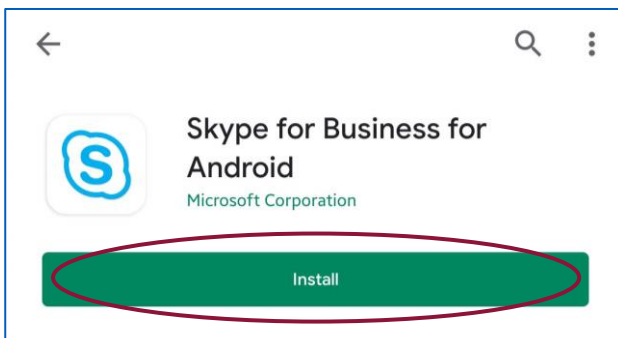 Skype for Business for
Android
Microsoft Corporation
Install